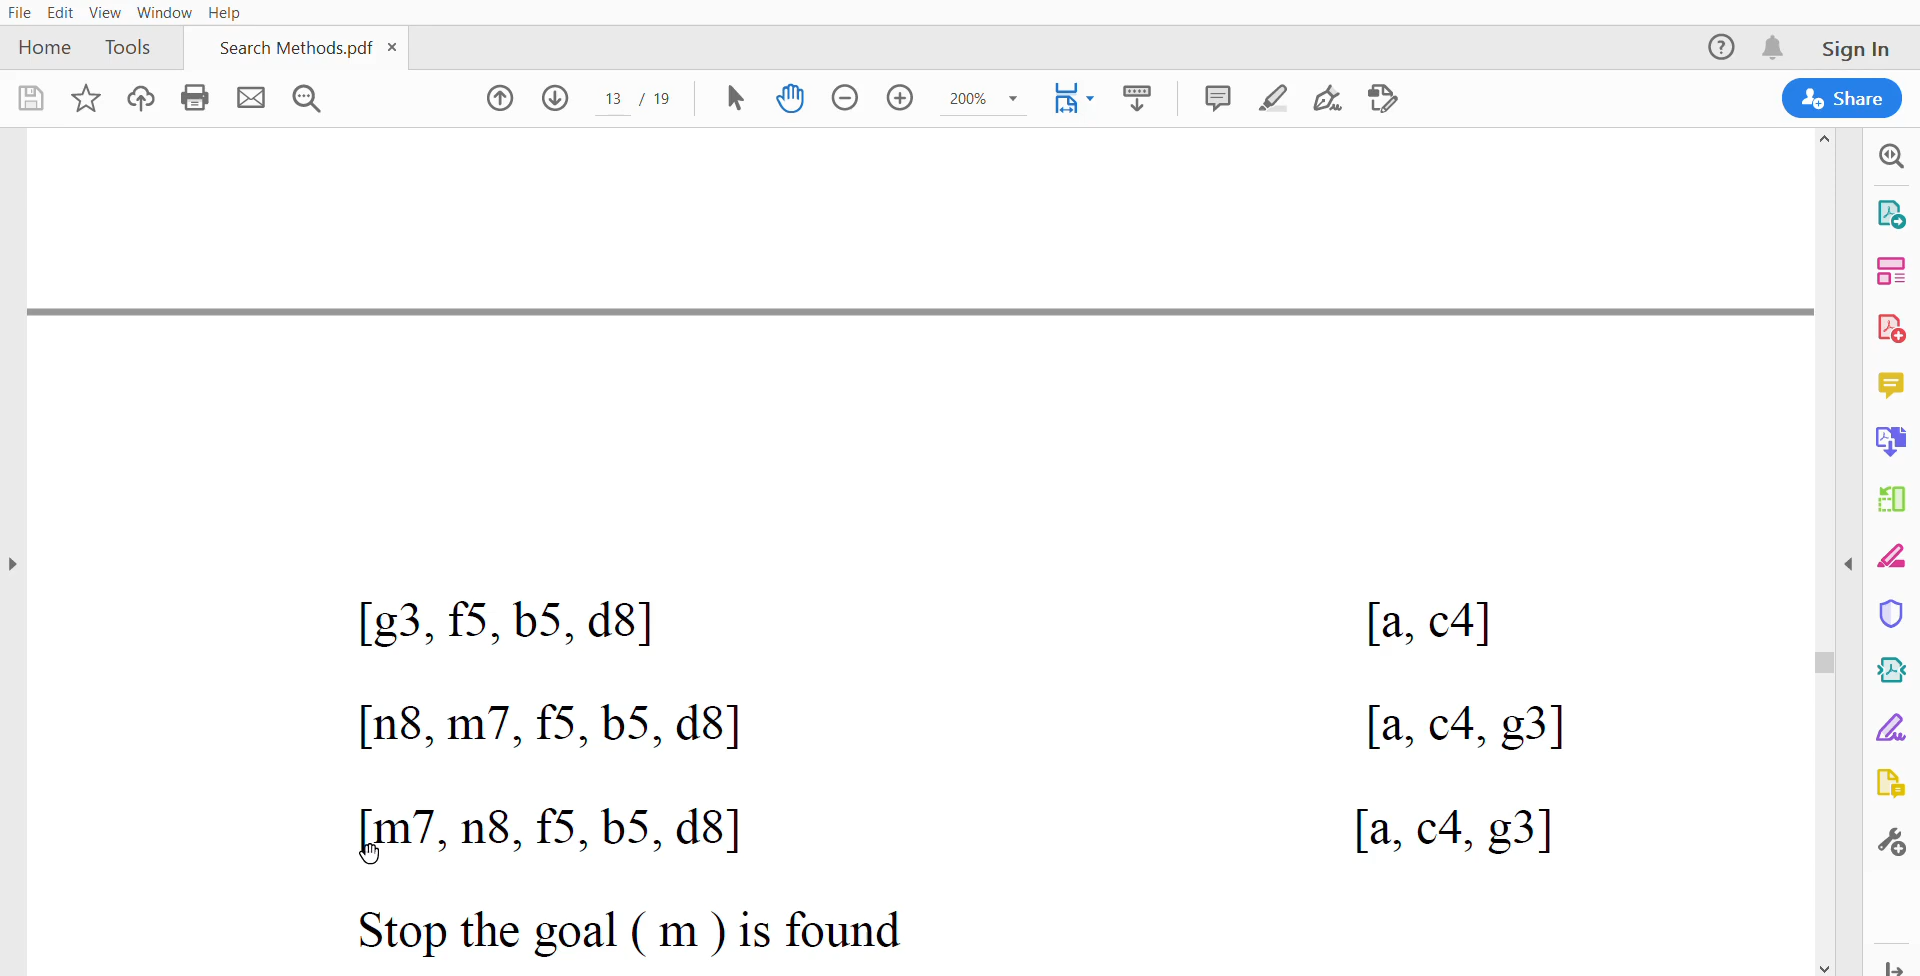 File Edit View Window Help
Home Tools Search Methods.pdf × Sign In
13 / 19 200% Share
[g3, f5, b5, d8] [a, c4]
[n8, m7, f5, b5, d8] [a, c4, g3]
[m7, n8, f5, b5, d8] [a, c4, g3]
Stop the goal ( m ) is found